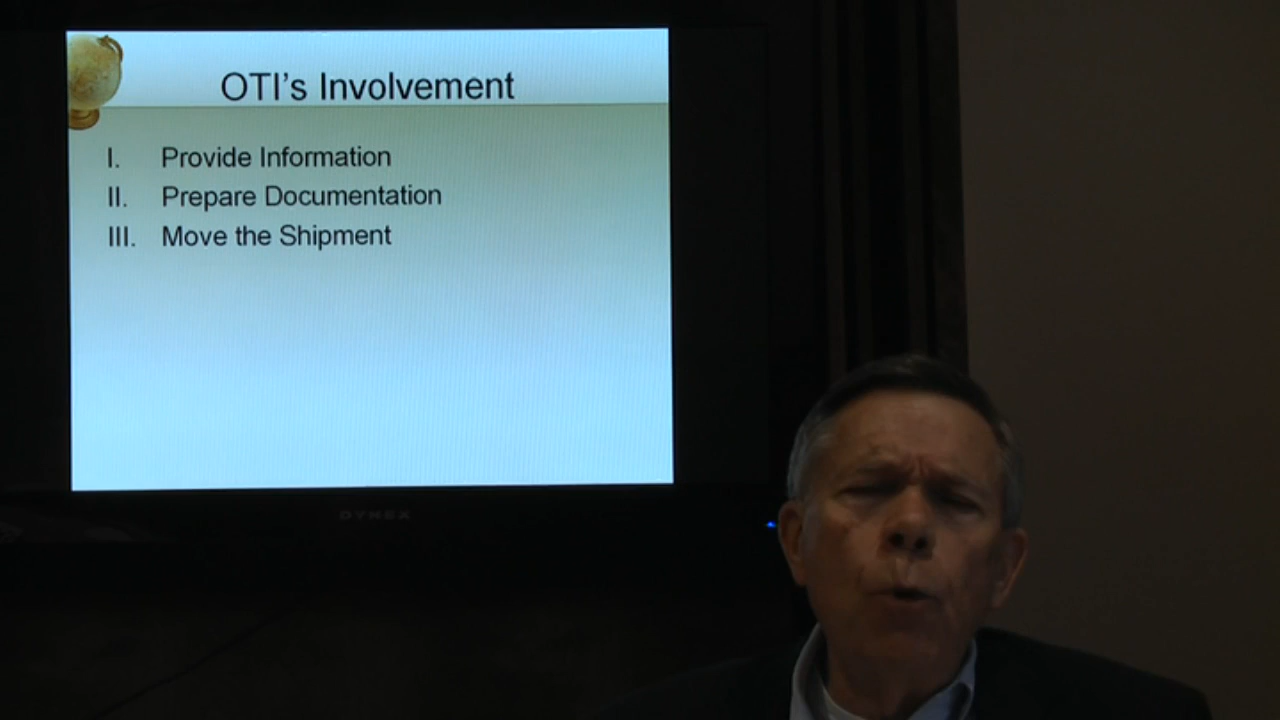 OTI's Involvement
I. Provide Information
II. Prepare Documentation
III. Move the Shipment
DYNEX